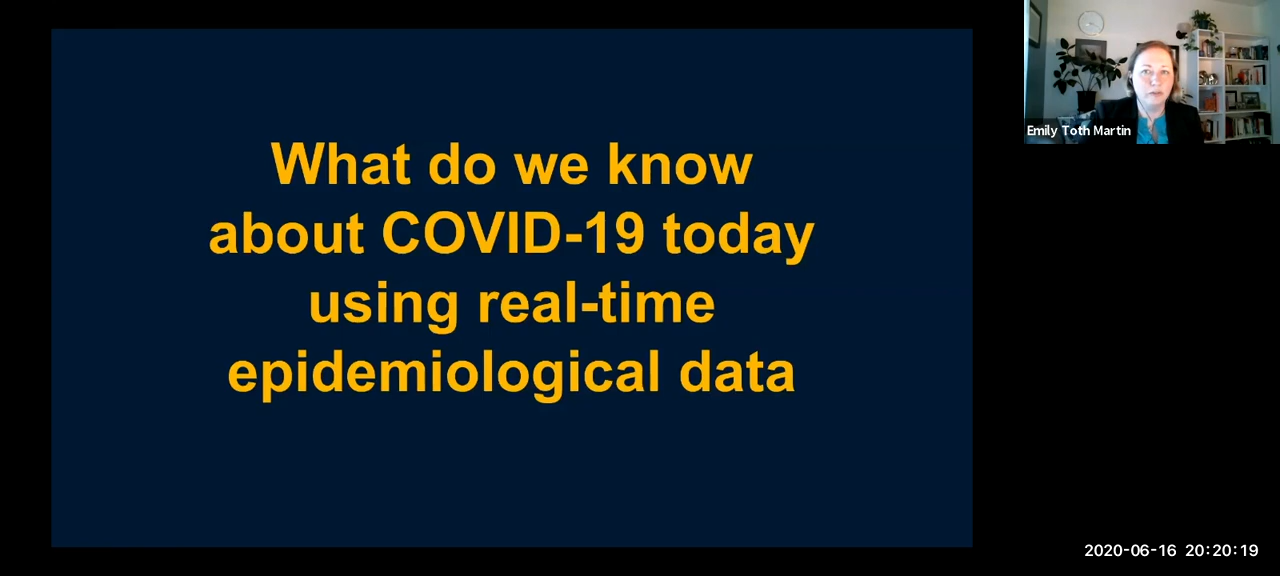 What do we know
about COVID-19 today
using real-time
epidemiological data
Emily Toth Martin
2020-06-16 20:20:19